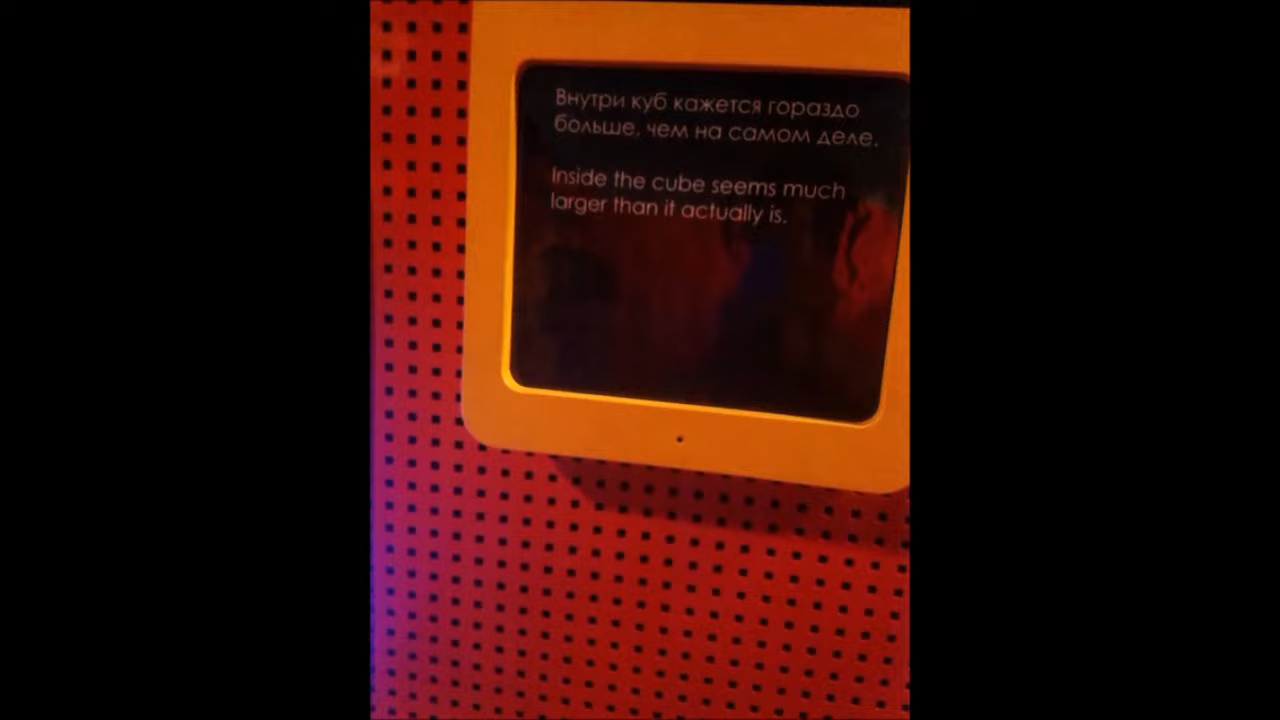 Внутри куб кажется гораздо
больше, чем на самом деле.
Inside the cube seems much
larger than it actually is.